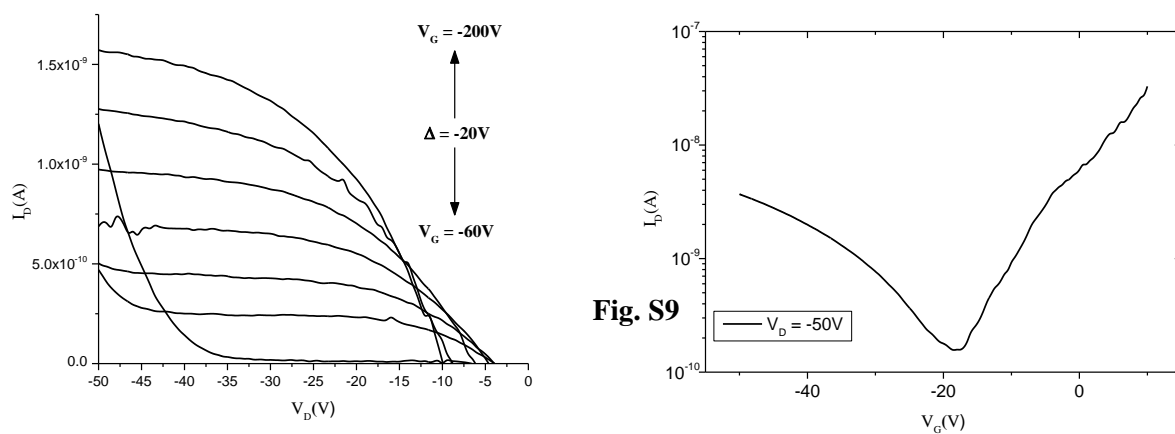 V_G = -200V
Δ = -20V
V_G = -60V
1.5x10⁻⁹
1.0x10⁻⁹
5.0x10⁻¹⁰
0.0
I_D(A)
-50 -45 -40 -35 -30 -25 -20 -15 -10 -5 0
V_D(V)
Fig. S9
10⁻⁷
10⁻⁸
10⁻⁹
10⁻¹⁰
I_D(A)
V_D = -50V
-40 -20 0
V_G(V)